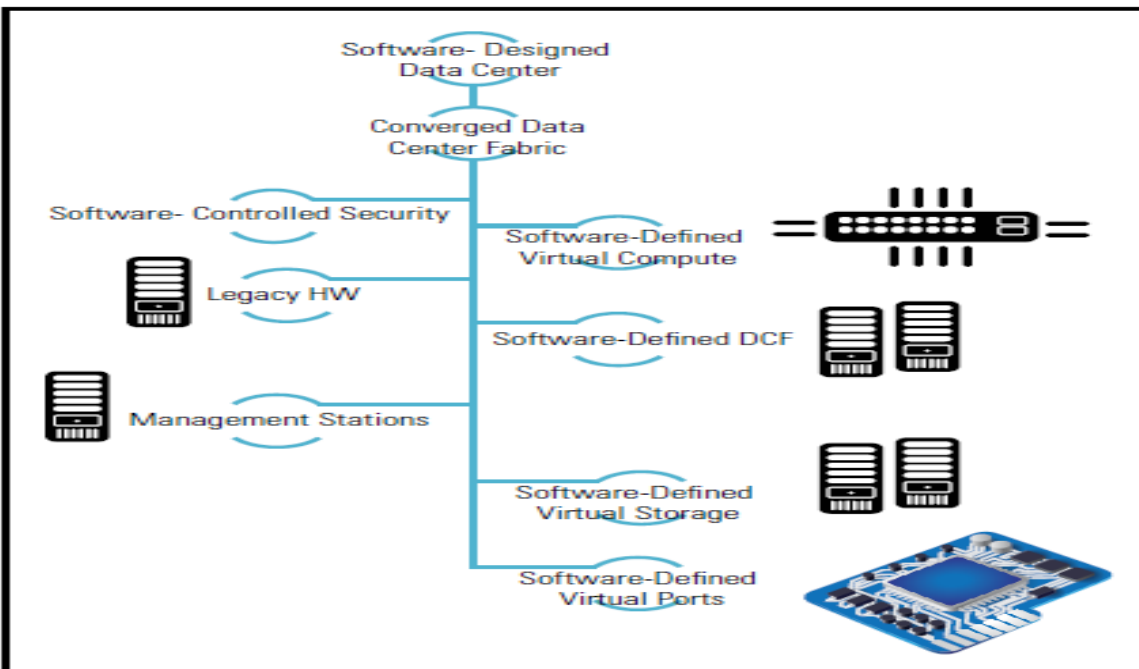 Software- Designed
Data Center
Converged Data
Center Fabric
Software- Controlled Security
Software-Defined
Virtual Compute
Legacy HW
Software-Defined DCF
Management Stations
Software-Defined
Virtual Storage
Software-Defined
Virtual Ports